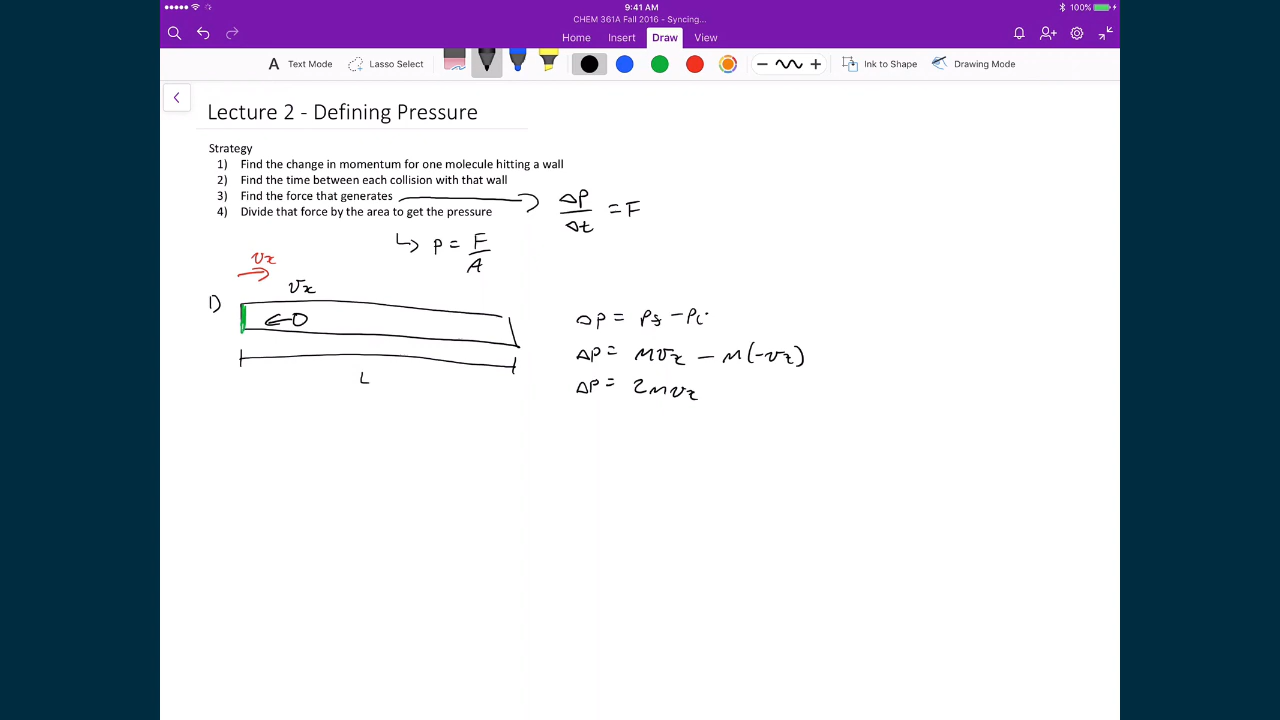 9:41 AM
100%
CHEM 361A Fall 2016 - Syncing...
Home Insert Draw View
A Text Mode Lasso Select Ink to Shape Drawing Mode
Lecture 2 - Defining Pressure
Strategy
1) Find the change in momentum for one molecule hitting a wall
2) Find the time between each collision with that wall
3) Find the force that generates
4) Divide that force by the area to get the pressure
ΔP/Δt = F
P = F/A
vx
vx
1)
L
ΔP = Pf - Pi
ΔP = mvx - m(-vx)
ΔP = 2mvx